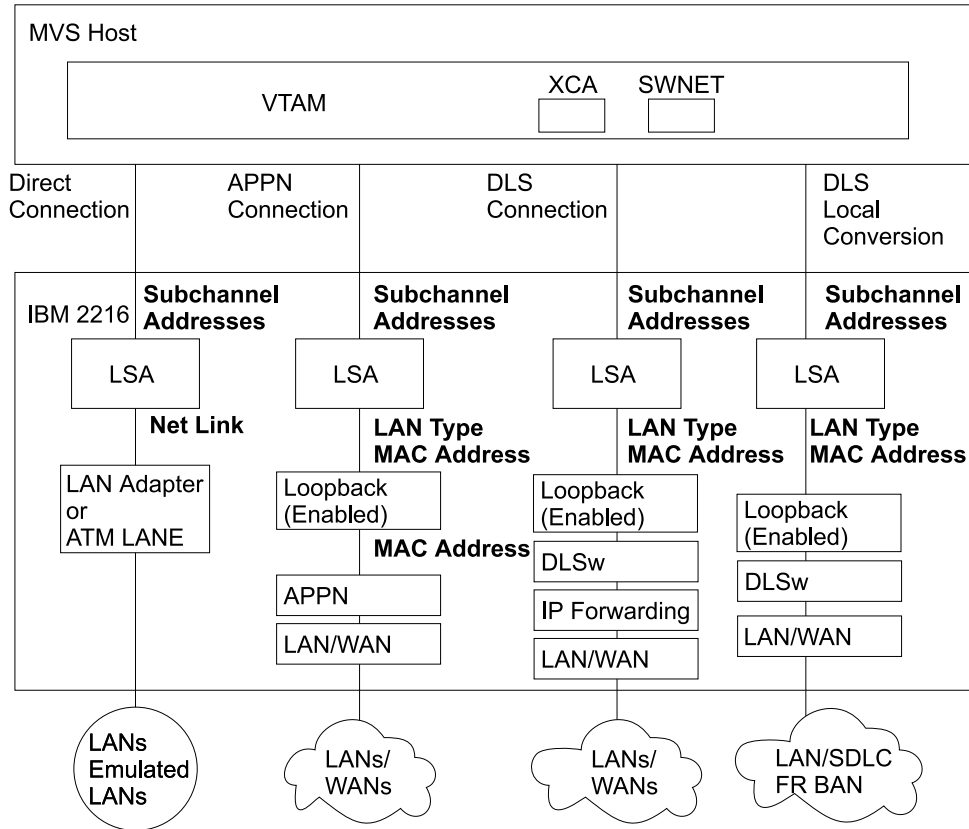 MVS Host
VTAM
XCA
SWNET
Direct
Connection
APPN
Connection
DLS
Connection
DLS
Local
Conversion
IBM 2216
Subchannel
Addresses
Subchannel
Addresses
Subchannel
Addresses
Subchannel
Addresses
LSA
LSA
LSA
LSA
Net Link
LAN Type
MAC Address
LAN Type
MAC Address
LAN Type
MAC Address
LAN Adapter
or
ATM LANE
Loopback
(Enabled)
MAC Address
APPN
LAN/WAN
Loopback
(Enabled)
DLSw
IP Forwarding
LAN/WAN
Loopback
(Enabled)
DLSw
LAN/WAN
LANs
Emulated
LANs
LANs/
WANs
LANs/
WANs
LAN/SDLC
FR BAN